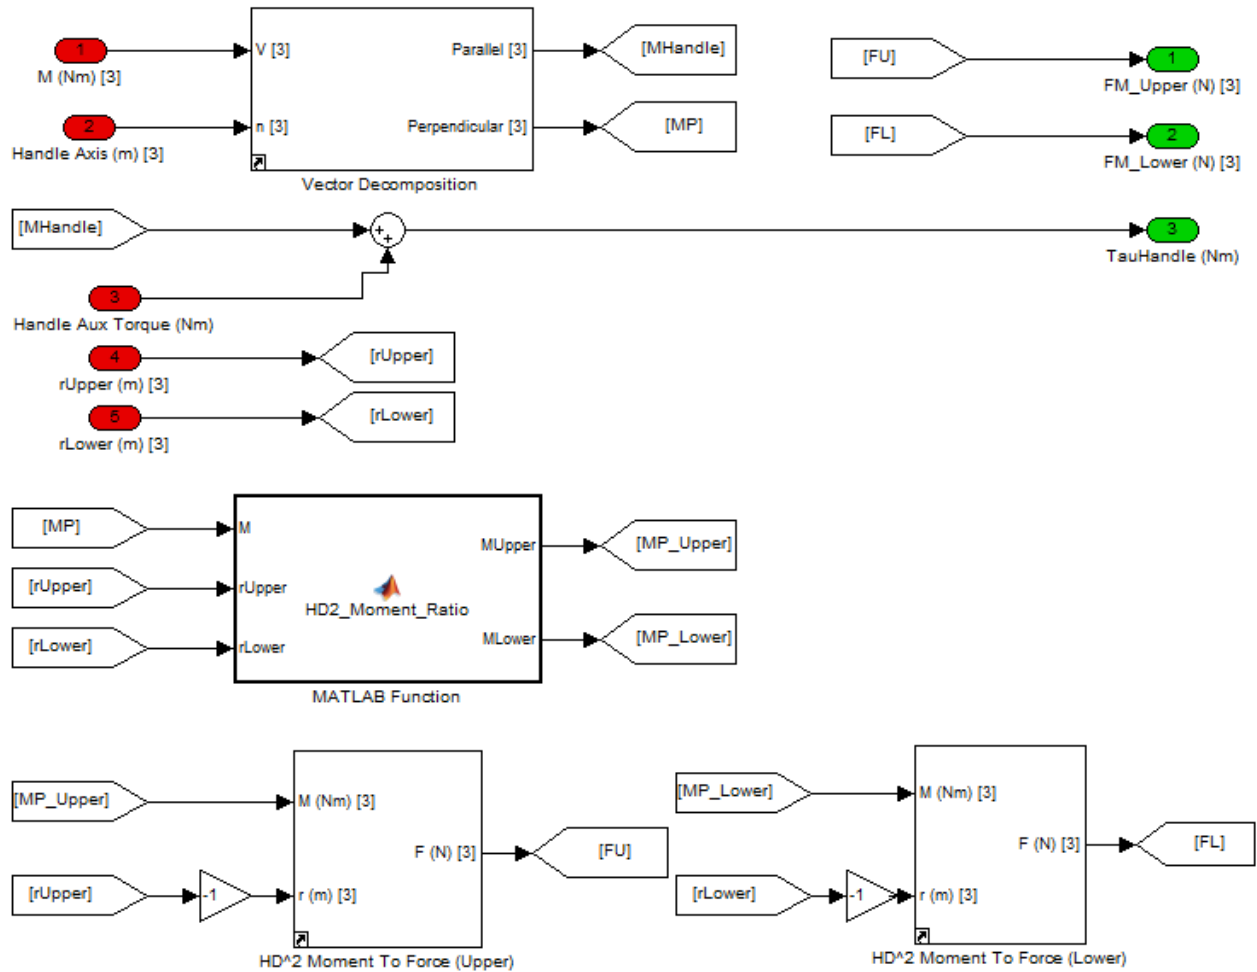 1
M (Nm) [3]
2
Handle Axis (m) [3]
V [3]
n [3]
Parallel [3]
Perpendicular [3]
Vector Decomposition
[MHandle]
[MP]
[FU]
1
FM_Upper (N) [3]
[FL]
2
FM_Lower (N) [3]
[MHandle]
+
+
3
TauHandle (Nm)
3
Handle Aux Torque (Nm)
4
rUpper (m) [3]
[rUpper]
5
rLower (m) [3]
[rLower]
[MP]
[rUpper]
[rLower]
M
rUpper
rLower
HD2_Moment_Ratio
MUpper
MLower
MATLAB Function
[MP_Upper]
[MP_Lower]
[MP_Upper]
[rUpper]
-1
M (Nm) [3]
r (m) [3]
F (N) [3]
HD^2 Moment To Force (Upper)
[FU]
[MP_Lower]
[rLower]
-1
M (Nm) [3]
r (m) [3]
F (N) [3]
HD^2 Moment To Force (Lower)
[FL]